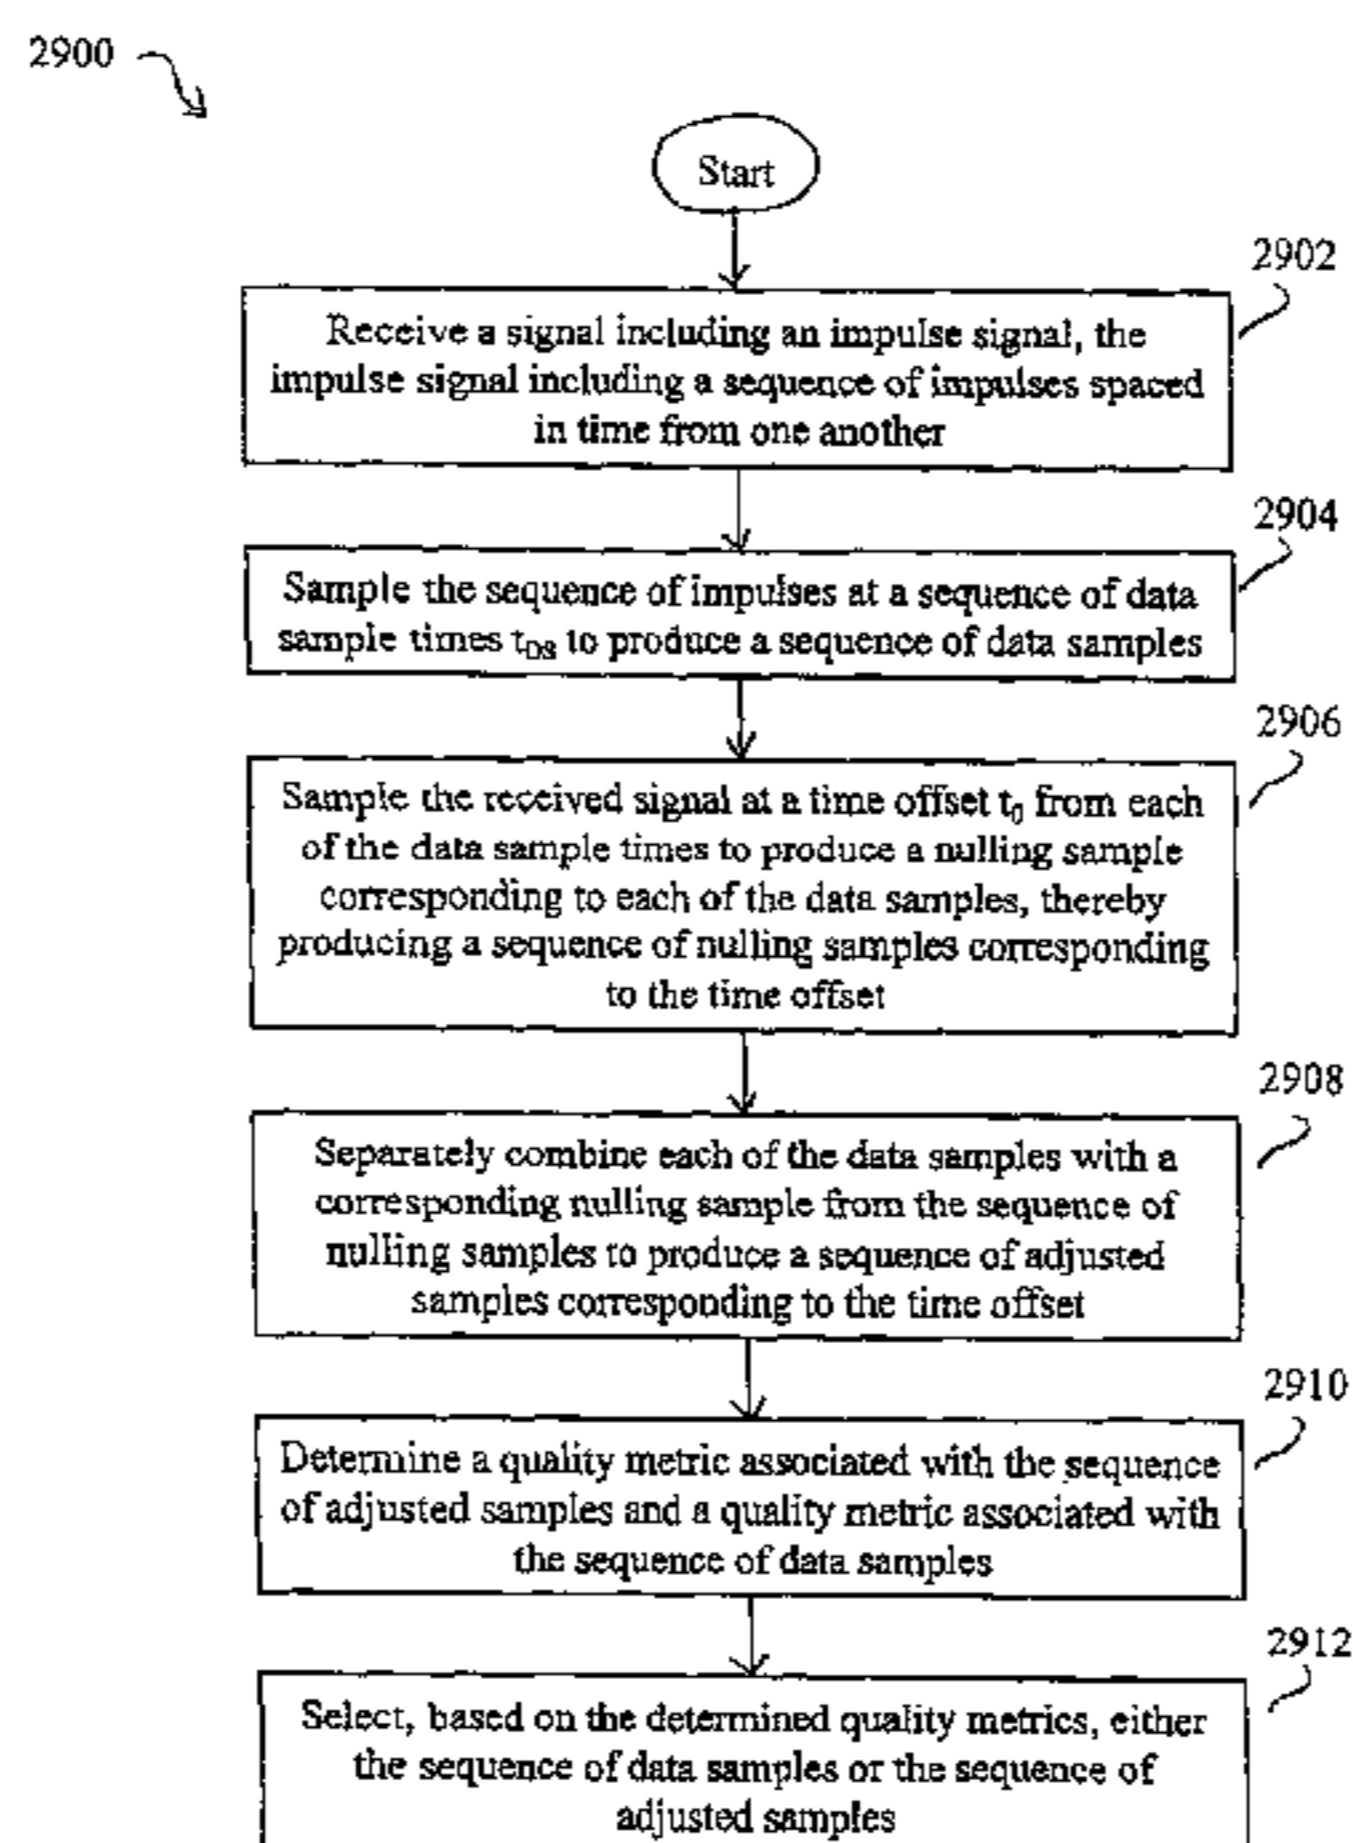 2900
Start
2902
Receive a signal including an impulse signal, the
impulse signal including a sequence of impulses spaced
in time from one another
2904
Sample the sequence of impulses at a sequence of data
sample times tDS to produce a sequence of data samples
2906
Sample the received signal at a time offset t0 from each
of the data sample times to produce a nulling sample
corresponding to each of the data samples, thereby
producing a sequence of nulling samples corresponding
to the time offset
2908
Separately combine each of the data samples with a
corresponding nulling sample from the sequence of
nulling samples to produce a sequence of adjusted
samples corresponding to the time offset
2910
Determine a quality metric associated with the sequence
of adjusted samples and a quality metric associated with
the sequence of data samples
2912
Select, based on the determined quality metrics, either
the sequence of data samples or the sequence of
adjusted samples